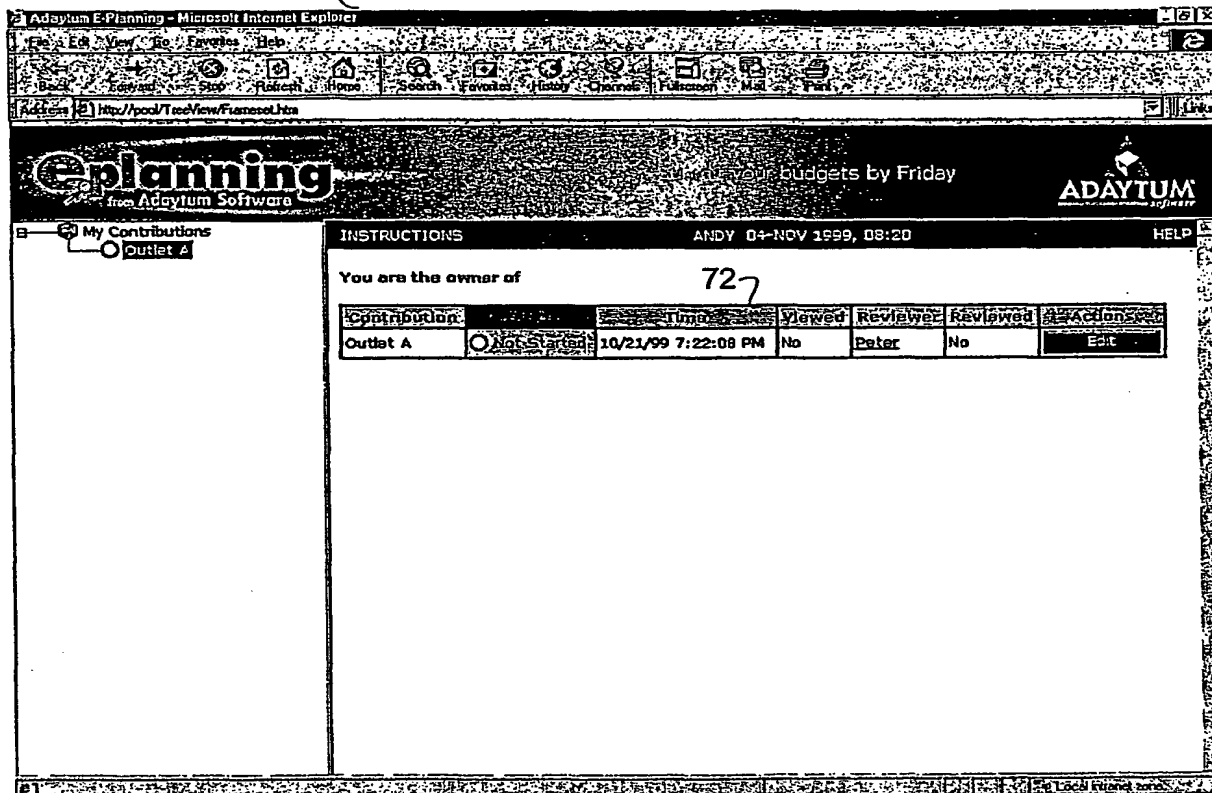 Adaytum E-Planning - Microsoft Internet Explorer
File Edit View Go Favorites Help
Back Forward Stop Refresh Home Search Favorites History Channels Fullscreen Mail Print
Address http://pool/TreeView/Frameset.htm Links
eplanning
from Adaytum Software
your budgets by Friday
ADAYTUM
software
My Contributions
Outlet A
INSTRUCTIONS ANDY 04-NOV 1999, 08:20 HELP
You are the owner of
72
Contribution Time Viewed Reviewer Reviewed Actions
Outlet A Not Started 10/21/99 7:22:08 PM No Peter No Edit
Local intranet zone